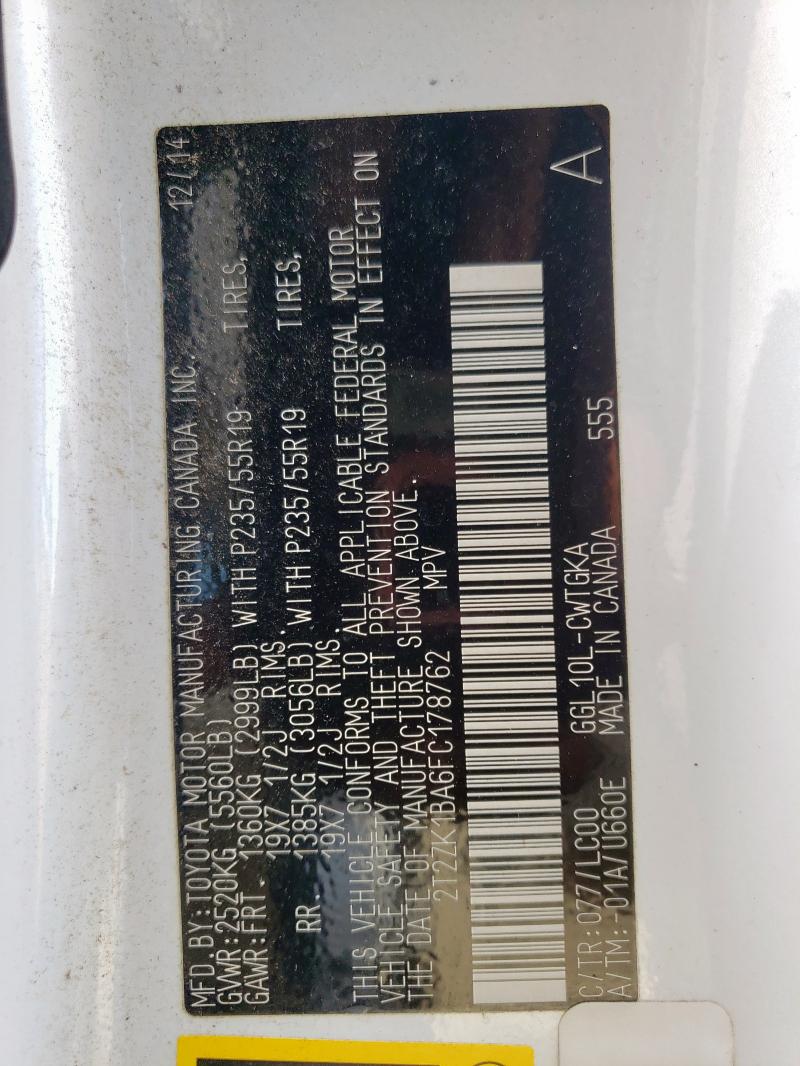 MFD.BY:TOYOTA MOTOR MANUFACTURING CANADA INC. 12/14
GVWR:2520KG (5560LB)
GAWR:FRT. 1360KG (2999LB) WITH P235/55R19 TIRES,
19X7 1/2J RIMS.
RR. 1385KG (3056LB) WITH P235/55R19 TIRES,
19X7 1/2J RIMS.
THIS VEHICLE CONFORMS TO ALL APPLICABLE FEDERAL MOTOR
VEHICLE SAFETY AND THEFT PREVENTION STANDARDS IN EFFECT ON
THE DATE OF MANUFACTURE SHOWN ABOVE.
2T2ZK1BA6FC178762 MPV
A
C/TR:077/LC00 GGL10L-CWTGKA
A/TM:-01A/U660E MADE IN CANADA 555